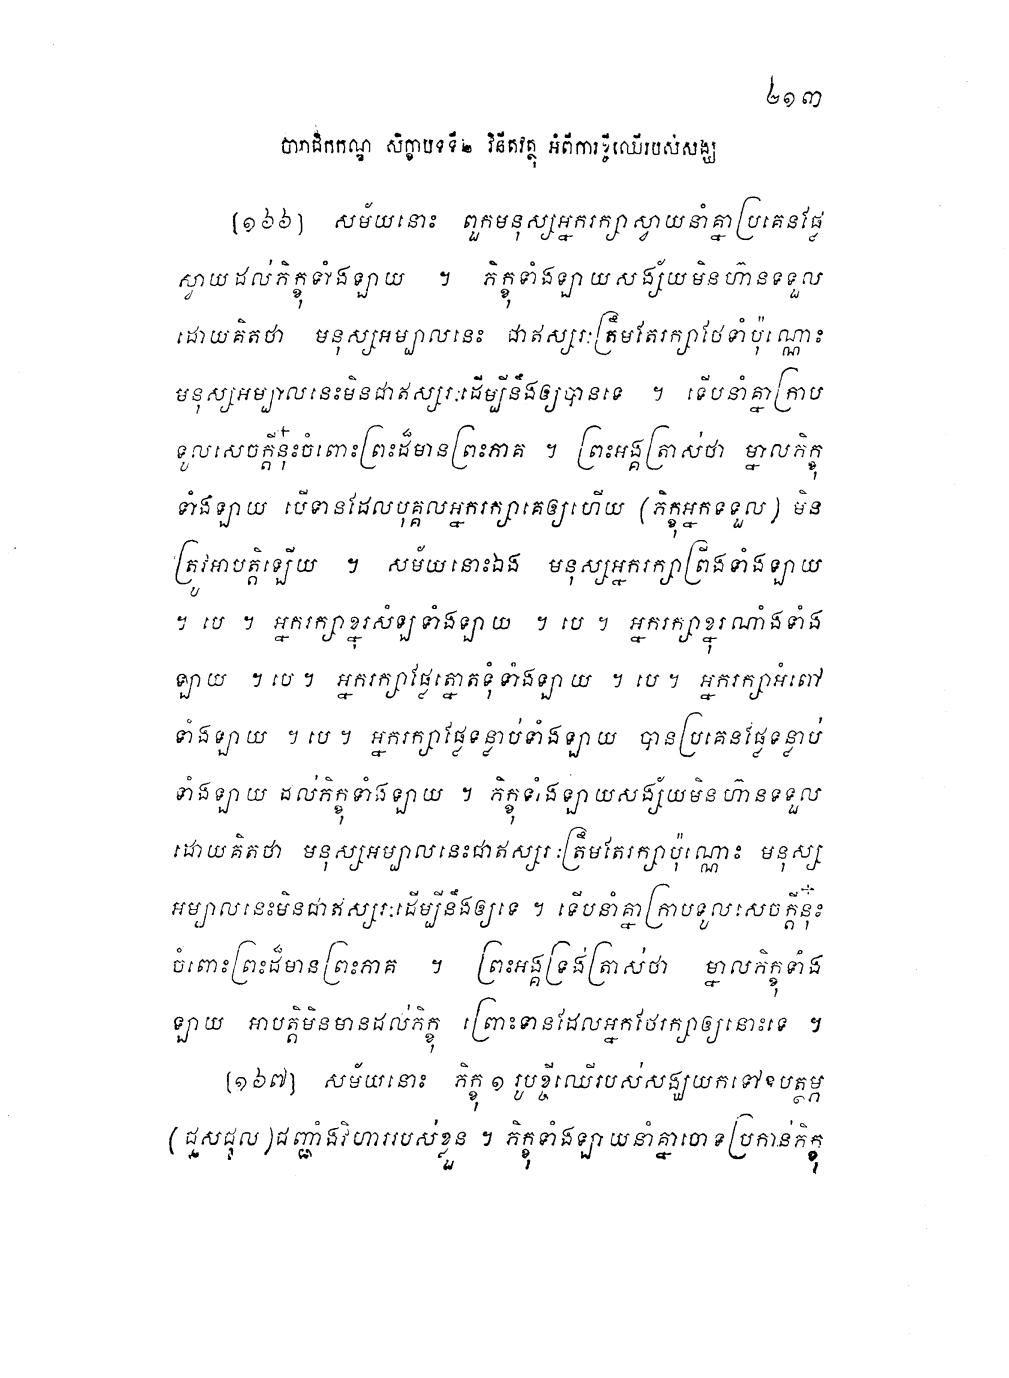 ២១៣
បារាជិកកណ្ឌ សិក្ខាបទទី២ វិនីតវត្ថុ អំពីការខ្ចីឈើរបស់សង្ឃ
[១៦៦] សម័យនោះ ពួកមនុស្សអ្នករក្សាស្វាយនាំគ្នាប្រគេនផ្លែ
ស្វាយដល់ភិក្ខុទាំងឡាយ ។ ភិក្ខុទាំងឡាយសង្ស័យមិនហ៊ានទទួល
ដោយគិតថា មនុស្សអម្បាលនេះ ជាឥស្សរៈត្រឹមតែរក្សាថែទាំប៉ុណ្ណោះ
មនុស្សអម្បាលនេះមិនជាឥស្សរៈដើម្បីនឹងឲ្យបានទេ ។ ទើបនាំគ្នាក្រាប
ទូលសេចក្តីនុ៎ះចំពោះព្រះដ៏មានព្រះភាគ ។ ព្រះអង្គត្រាស់ថា ម្នាលភិក្ខុ
ទាំងឡាយ បើទានដែលបុគ្គលអ្នករក្សាគេឲ្យហើយ (ភិក្ខុអ្នកទទួល) មិន
ត្រូវអាបត្តិឡើយ ។ សម័យនោះឯង មនុស្សអ្នករក្សាព្រីងទាំងឡាយ
។ បេ ។ អ្នករក្សាខ្នុរសំឡទាំងឡាយ ។ បេ ។ អ្នករក្សាខ្នុរណាំងទាំង
ឡាយ ។ បេ ។ អ្នករក្សាផ្លែត្នោតទុំទាំងឡាយ ។ បេ ។ អ្នករក្សាអំពៅ
ទាំងឡាយ ។ បេ ។ អ្នករក្សាផ្លែទន្លាប់ទាំងឡាយ បានប្រគេនផ្លែទន្លាប់
ទាំងឡាយ ដល់ភិក្ខុទាំងឡាយ ។ ភិក្ខុទាំងឡាយសង្ស័យមិនហ៊ានទទួល
ដោយគិតថា មនុស្សអម្បាលនេះជាឥស្សរៈត្រឹមតែរក្សាប៉ុណ្ណោះ មនុស្ស
អម្បាលនេះមិនជាឥស្សរៈដើម្បីនឹងឲ្យទេ ។ ទើបនាំគ្នាក្រាបទូលសេចក្តីនុ៎ះ
ចំពោះព្រះដ៏មានព្រះភាគ ។ ព្រះអង្គទ្រង់ត្រាស់ថា ម្នាលភិក្ខុទាំង
ឡាយ អាបត្តិមិនមានដល់ភិក្ខុ ព្រោះទានដែលអ្នកថែរក្សាឲ្យនោះទេ ។
[១៦៧] សម័យនោះ ភិក្ខុ ១ រូបខ្ចីឈើរបស់សង្ឃយកទៅឧបត្ថម្ភ
(ជួសជុល) ជញ្ជាំងវិហាររបស់ខ្លួន ។ ភិក្ខុទាំងឡាយនាំគ្នាចោទប្រកាន់ភិក្ខុ